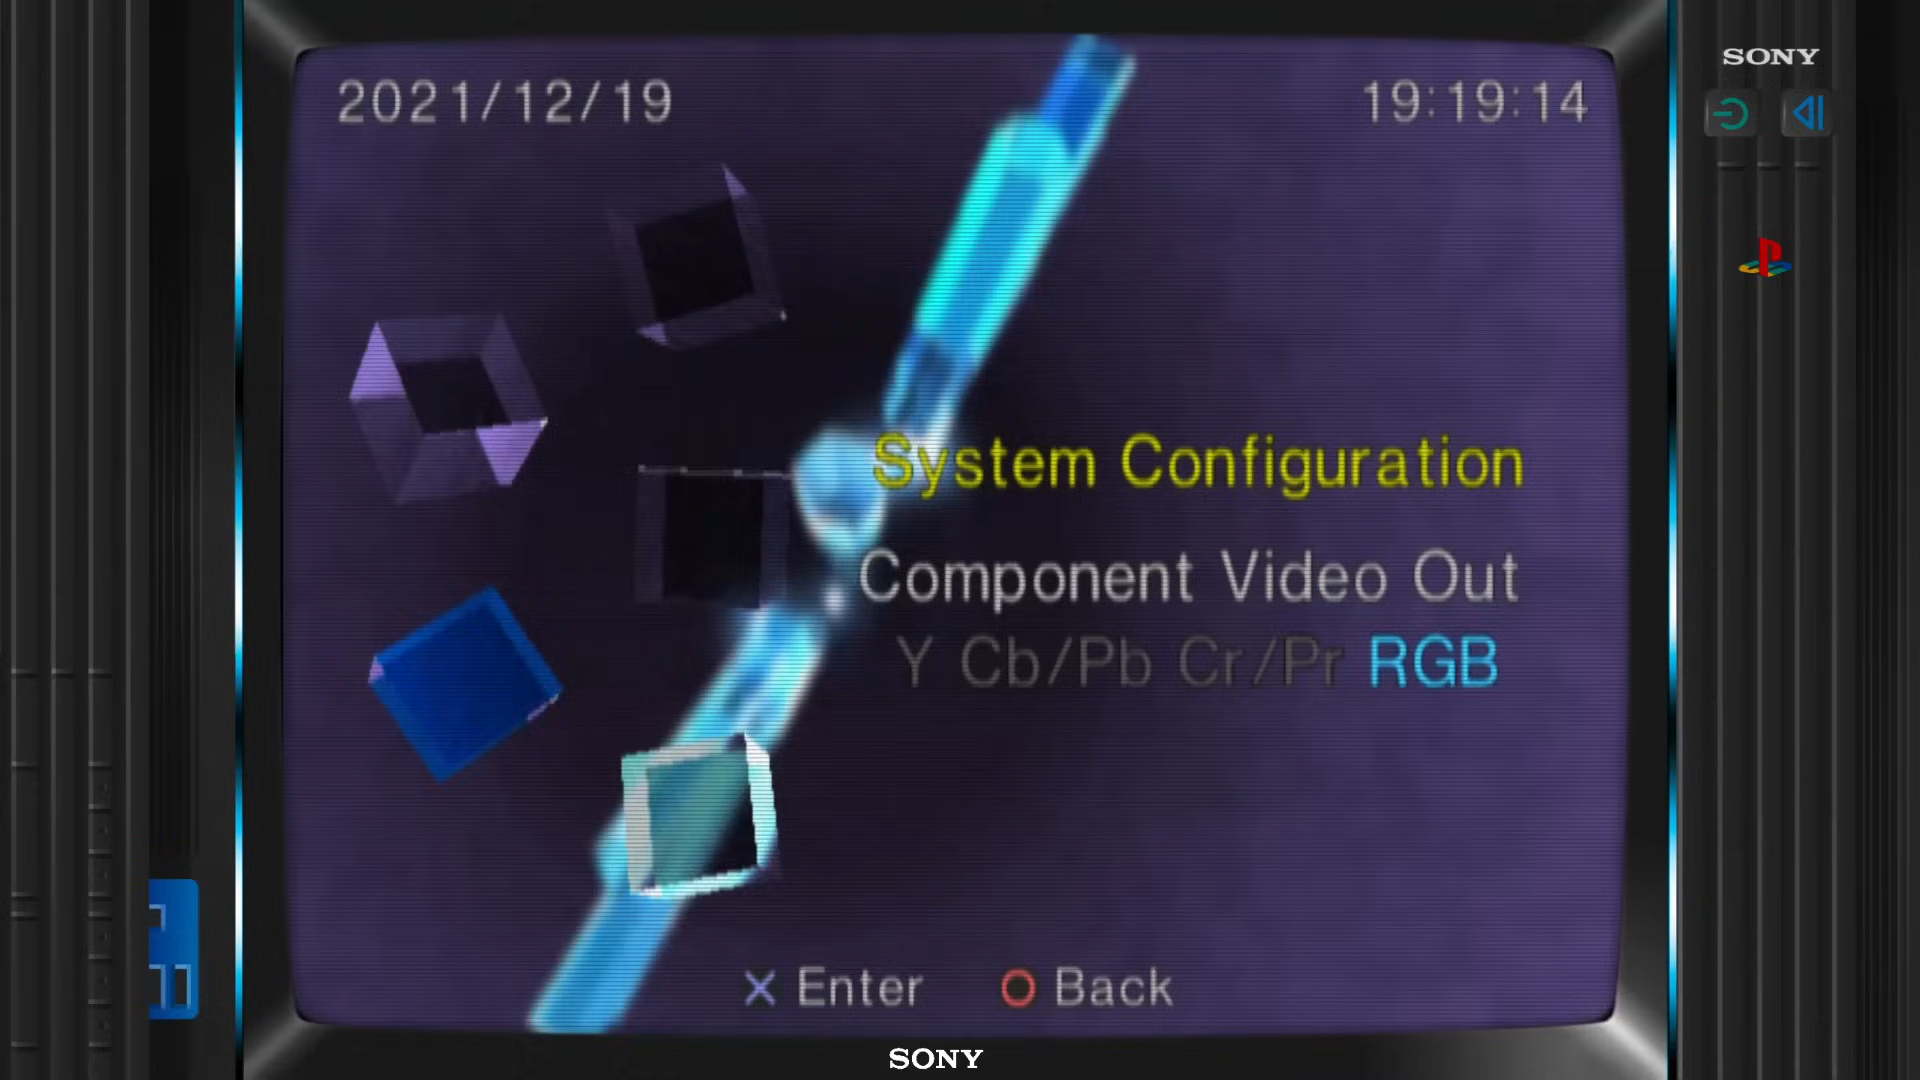 2021/12/19
19:19:14
SONY
System Configuration
Component Video Out
Y Cb/Pb Cr/Pr RGB
Enter
Back
SONY